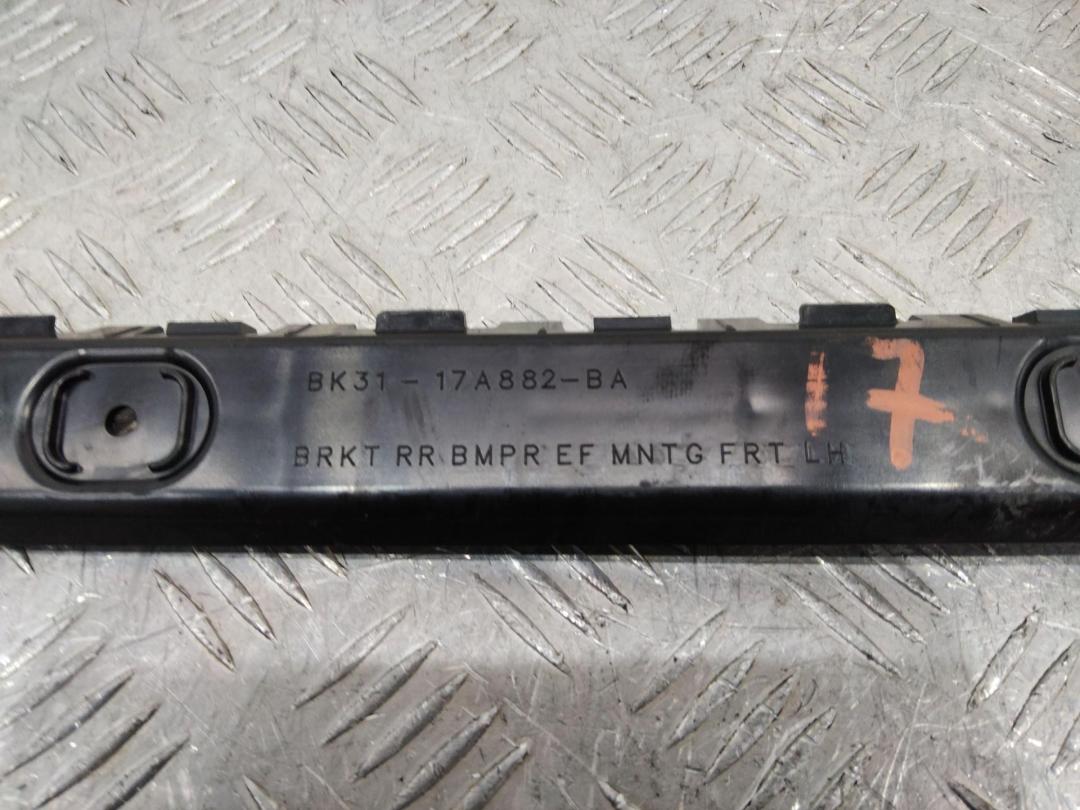 BK31-17A882-BA
BRKT RR BMPR EF MNTG FRT LH
17